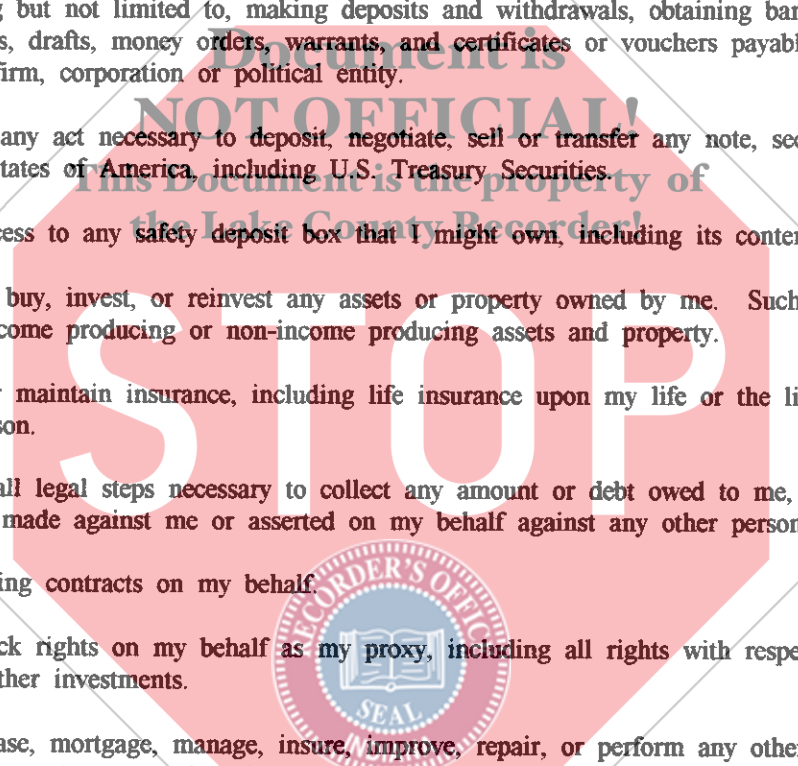 g but not limited to, making deposits and withdrawals, obtaining ban
s, drafts, money orders, warrants, and certificates or vouchers payabl
firm, corporation or political entity.
Document is
NOT OFFICIAL!
any act necessary to deposit, negotiate, sell or transfer any note, sec
tates of America, including U.S. Treasury Securities.
This Document is the property of
the Lake County Recorder!
cess to any safety deposit box that I might own, including its conten
buy, invest, or reinvest any assets or property owned by me. Such
come producing or non-income producing assets and property.
STOP
r maintain insurance, including life insurance upon my life or the li
son.
all legal steps necessary to collect any amount or debt owed to me,
made against me or asserted on my behalf against any other person
ing contracts on my behalf.
RECORDER'S OFFICE
ck rights on my behalf as my proxy, including all rights with respe
ther investments.
SEAL
INDIANA
ase, mortgage, manage, insure, improve, repair, or perform any other